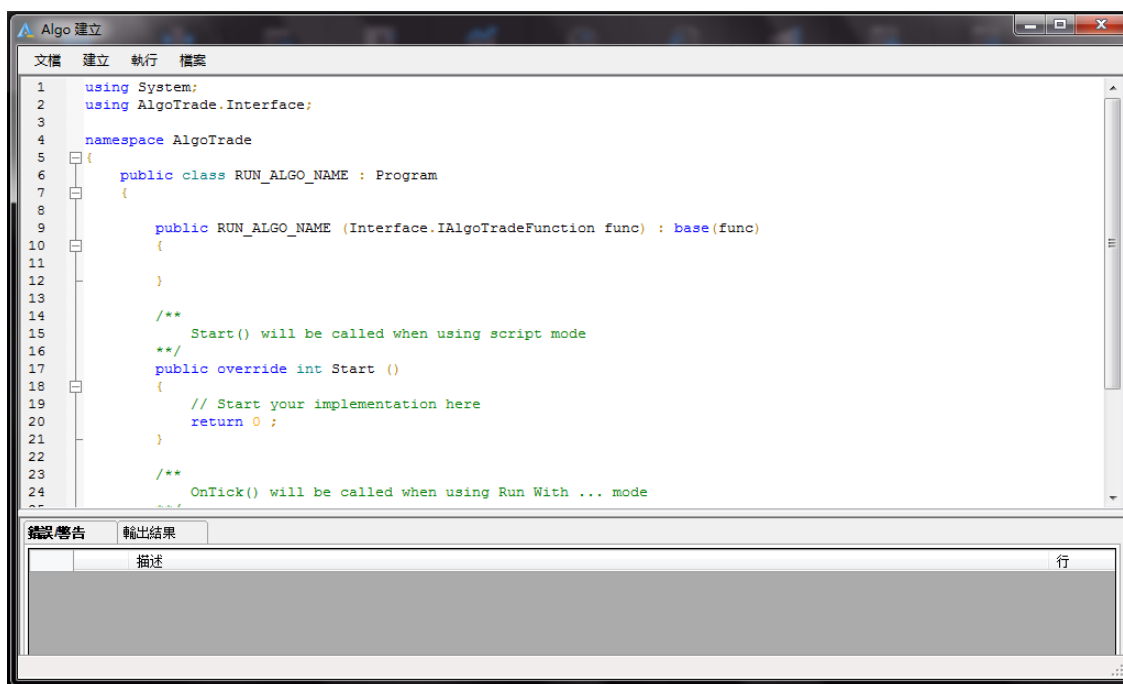 Algo 建立
文檔 建立 執行 檔案
1 using System;
2 using AlgoTrade.Interface;
3
4 namespace AlgoTrade
5 {
6 public class RUN_ALGO_NAME : Program
7 {
8
9 public RUN_ALGO_NAME (Interface.IAlgoTradeFunction func) : base(func)
10 {
11
12 }
13
14 /**
15 Start() will be called when using script mode
16 **/
17 public override int Start ()
18 {
19 // Start your implementation here
20 return 0 ;
21 }
22
23 /**
24 OnTick() will be called when using Run With ... mode
錯誤/警告 輸出結果
描述 行